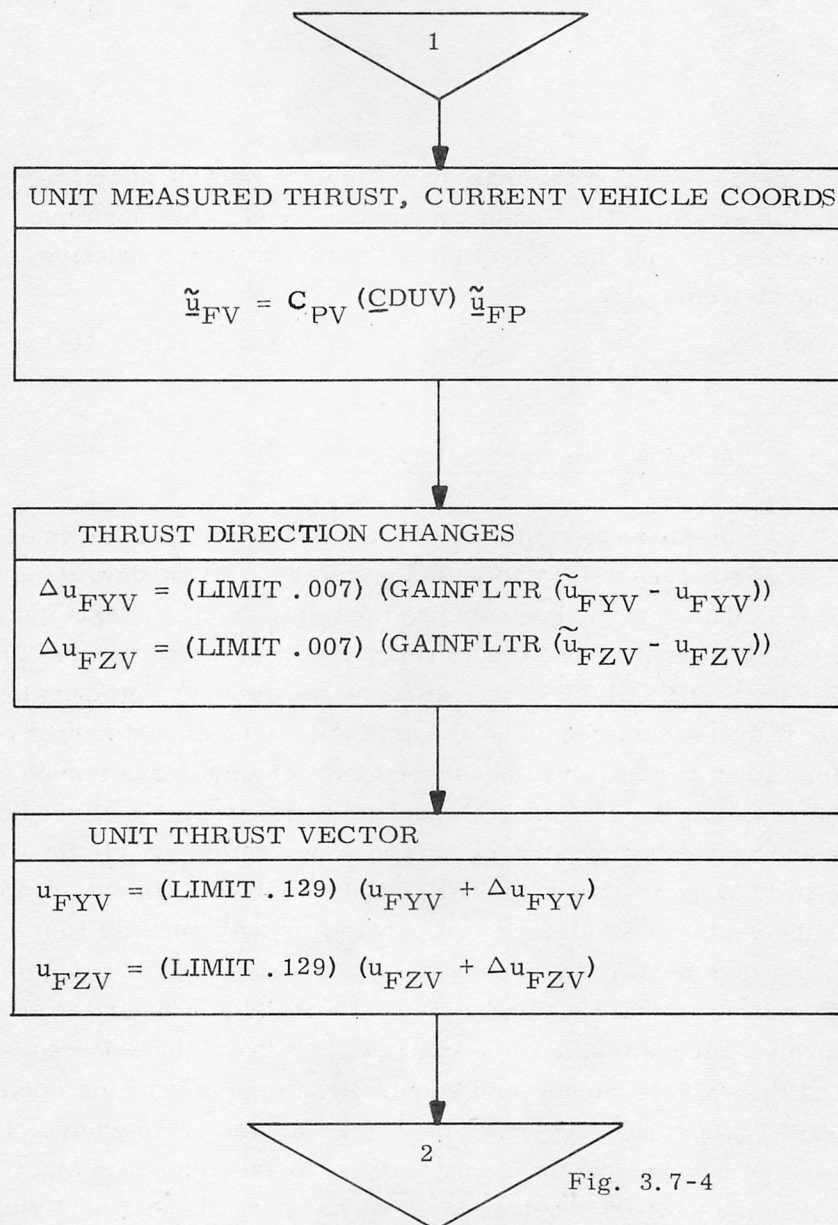 1
UNIT MEASURED THRUST, CURRENT VEHICLE COORDS
ũ_FV = C_PV (C̲DUV) ũ_FP
THRUST DIRECTION CHANGES
Δu_FYV = (LIMIT .007) (GAINFLTR (ũ_FYV - u_FYV))
Δu_FZV = (LIMIT .007) (GAINFLTR (ũ_FZV - u_FZV))
UNIT THRUST VECTOR
u_FYV = (LIMIT .129) (u_FYV + Δu_FYV)
u_FZV = (LIMIT .129) (u_FZV + Δu_FZV)
2
Fig. 3.7-4